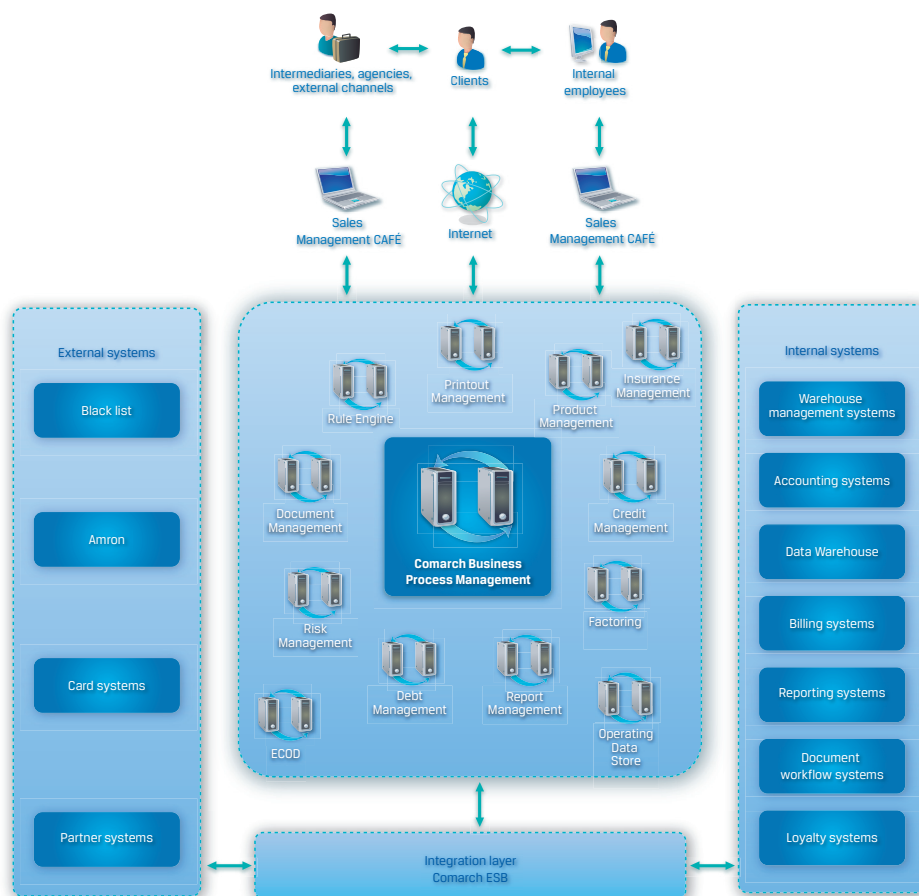 Intermediaries, agencies,
external channels
Clients
Internal
employees
Sales
Management CAFÉ
Internet
Sales
Management CAFÉ
External systems
Black list
Amron
Card systems
Partner systems
Printout
Management
Insurance
Management
Rule Engine
Product
Management
Document
Management
Comarch Business
Process Management
Credit
Management
Risk
Management
Factoring
Debt
Management
Report
Management
ECOD
Operating
Data
Store
Internal systems
Warehouse
management systems
Accounting systems
Data Warehouse
Billing systems
Reporting systems
Document
workflow systems
Loyalty systems
Integration layer
Comarch ESB